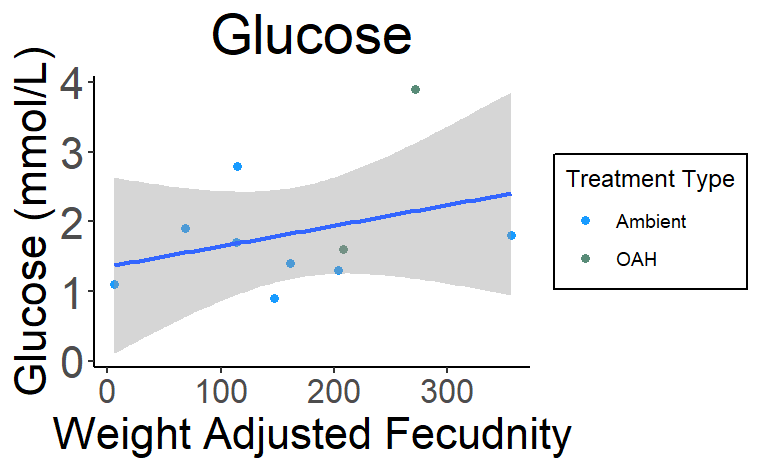 Glucose
Glucose (mmol/L)
4
3
2
1
0
0 100 200 300
Weight Adjusted Fecudnity
Treatment Type
Ambient
OAH